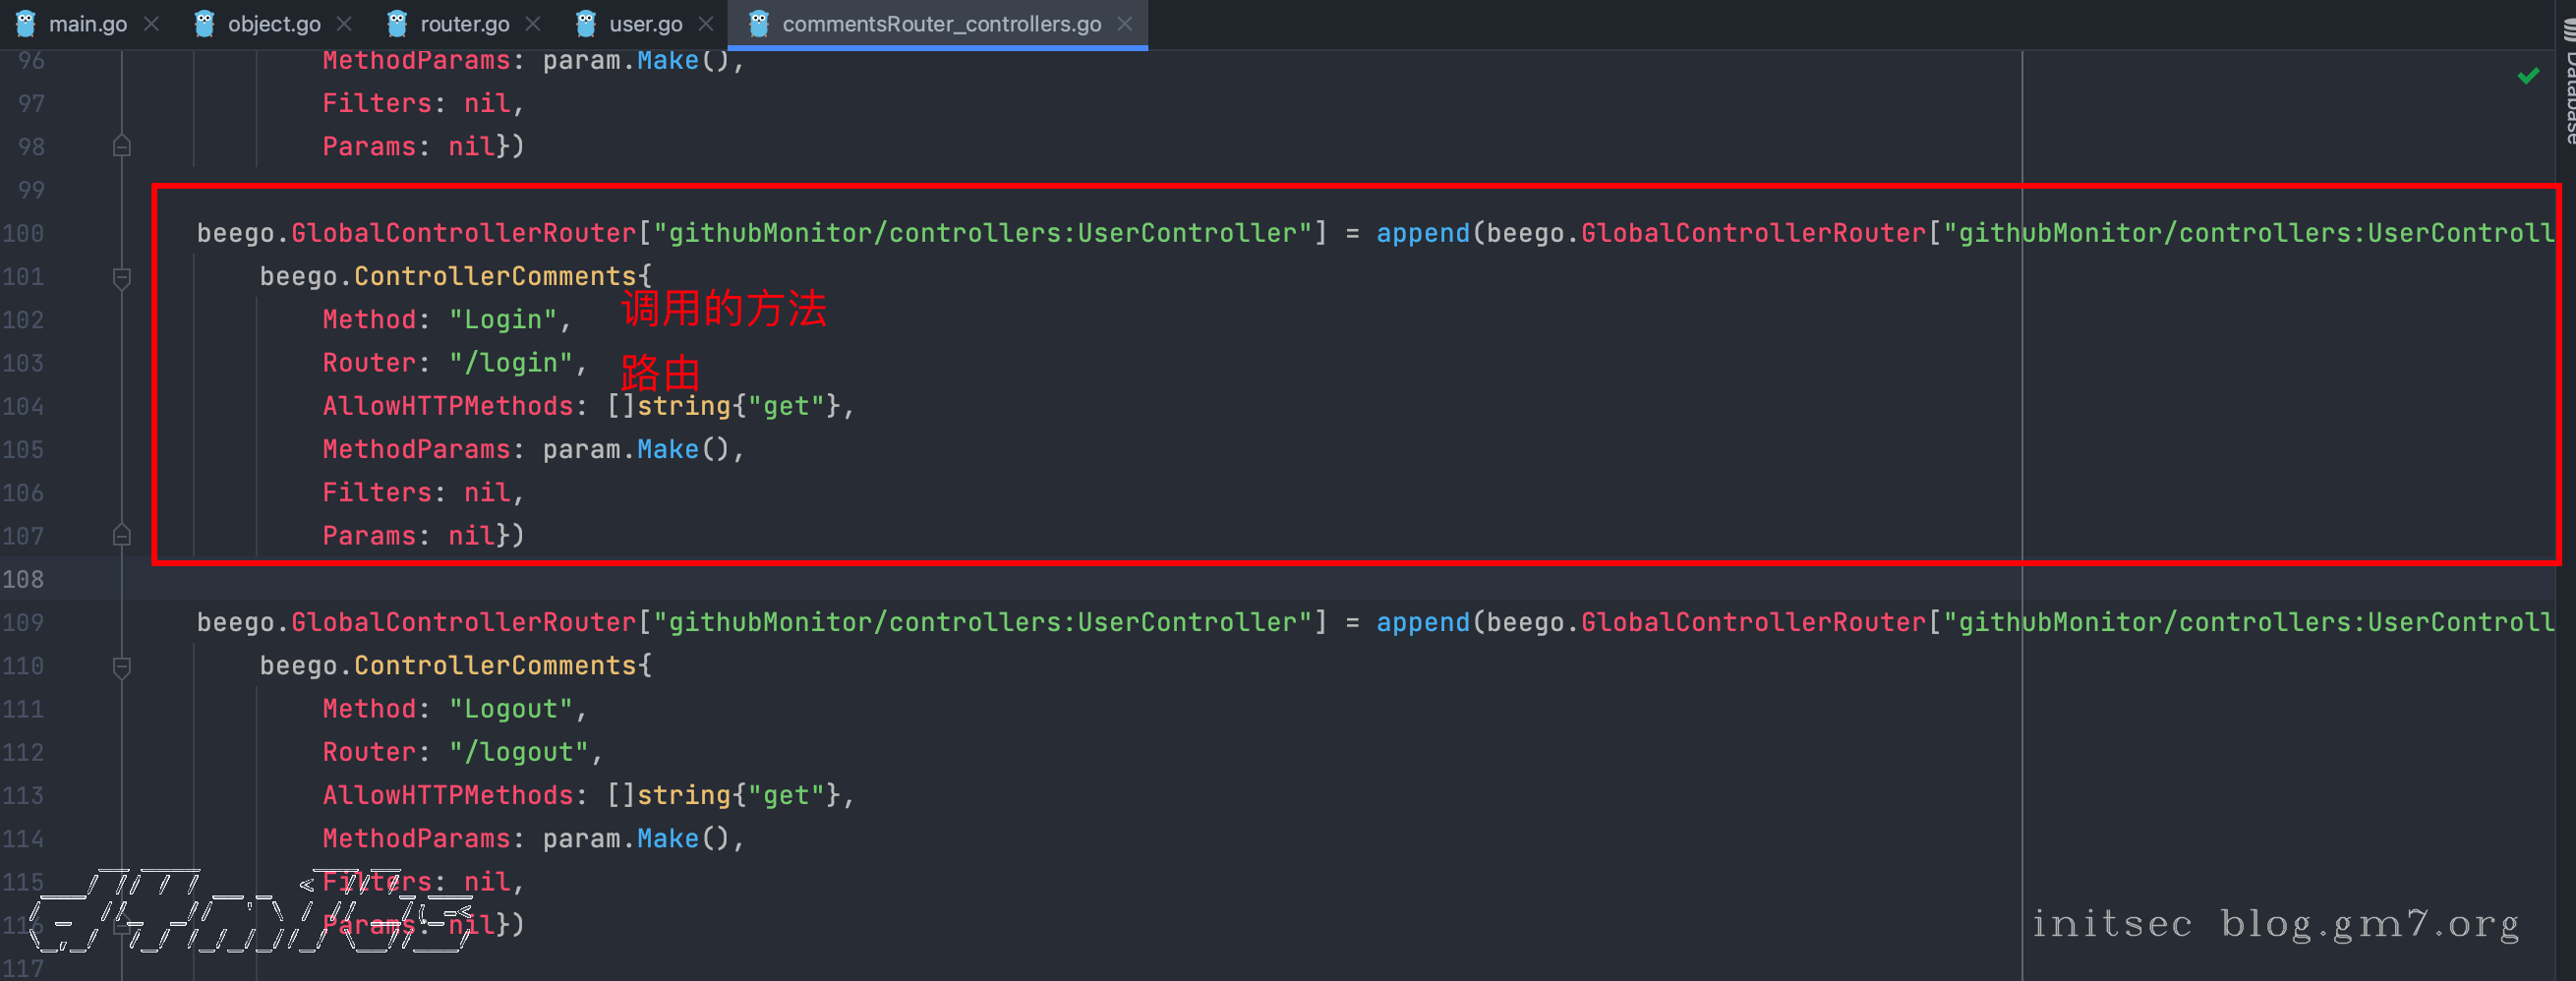 main.go object.go router.go user.go commentsRouter_controllers.go
Database
96 MethodParams: param.Make(),
97 Filters: nil,
98 Params: nil})
99
100 beego.GlobalControllerRouter["githubMonitor/controllers:UserController"] = append(beego.GlobalControllerRouter["githubMonitor/controllers:UserControll
101 beego.ControllerComments{
102 Method: "Login", 调用的方法
103 Router: "/login", 路由
104 AllowHTTPMethods: []string{"get"},
105 MethodParams: param.Make(),
106 Filters: nil,
107 Params: nil})
108
109 beego.GlobalControllerRouter["githubMonitor/controllers:UserController"] = append(beego.GlobalControllerRouter["githubMonitor/controllers:UserControll
110 beego.ControllerComments{
111 Method: "Logout",
112 Router: "/logout",
113 AllowHTTPMethods: []string{"get"},
114 MethodParams: param.Make(),
115 Filters: nil,
116 Params: nil})
117
initsec blog.gm7.org